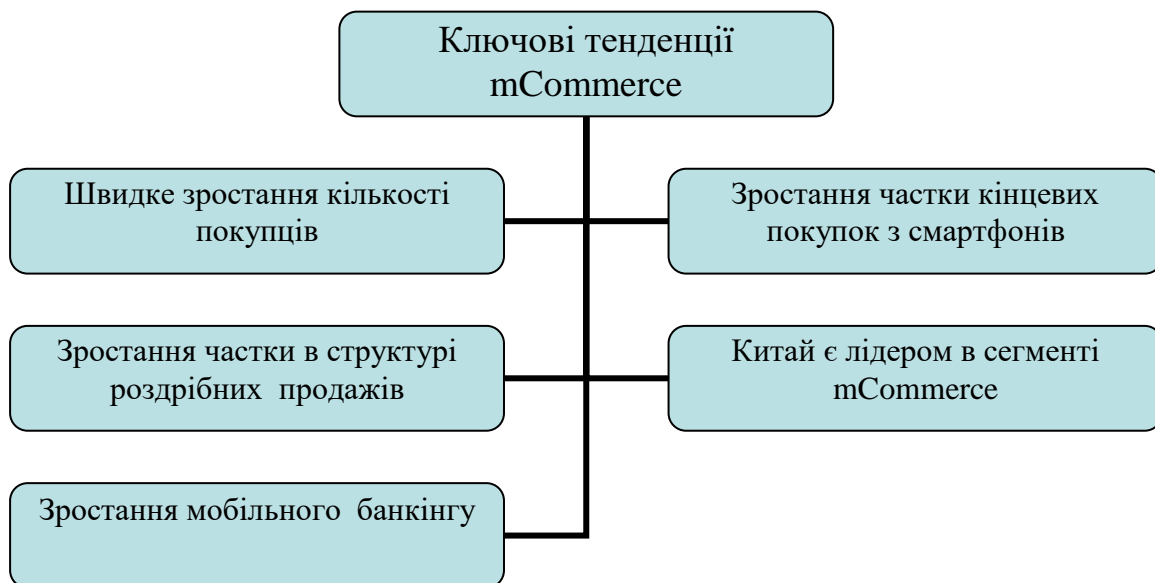 Ключові тенденції
mCommerce
Швидке зростання кількості
покупців
Зростання частки кінцевих
покупок з смартфонів
Зростання частки в структурі
роздрібних продажів
Китай є лідером в сегменті
mCommerce
Зростання мобільного банкінгу